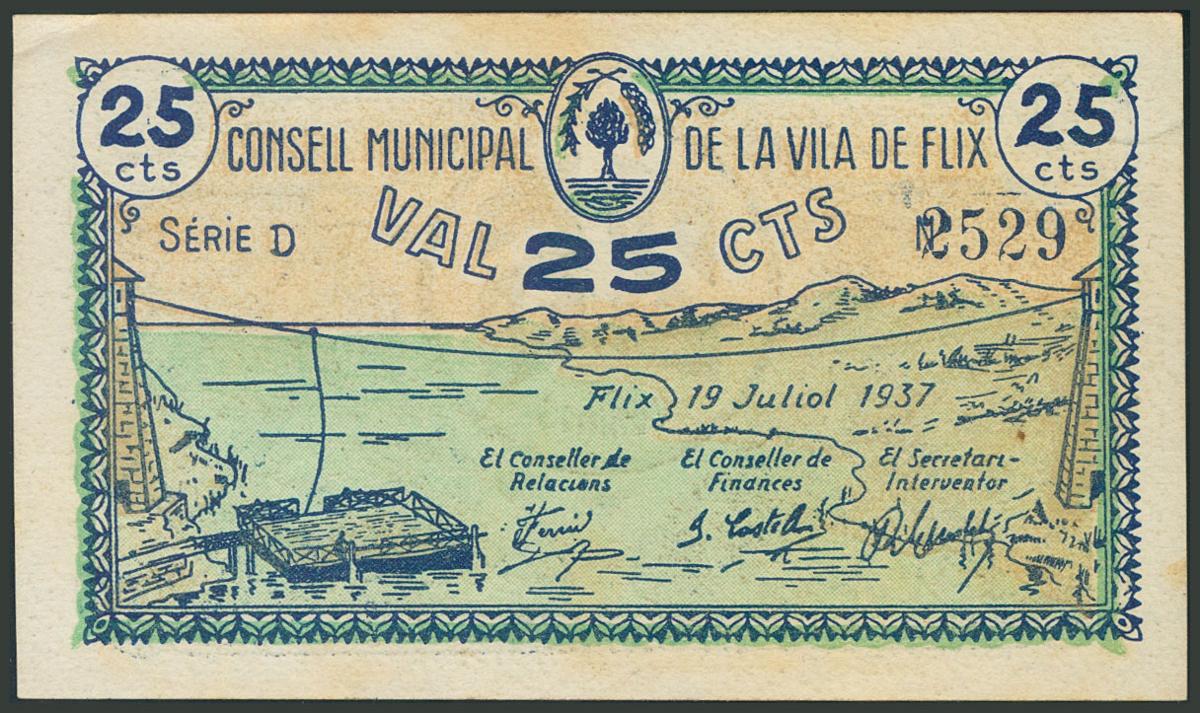 25 cts
25 cts
CONSELL MUNICIPAL DE LA VILA DE FLIX
SÉRIE D
VAL 25 CTS
N 2529
Flix 19 Juliol 1937
El Conseller de Relacions
El Conseller de Finances
El Secretari-Interventor